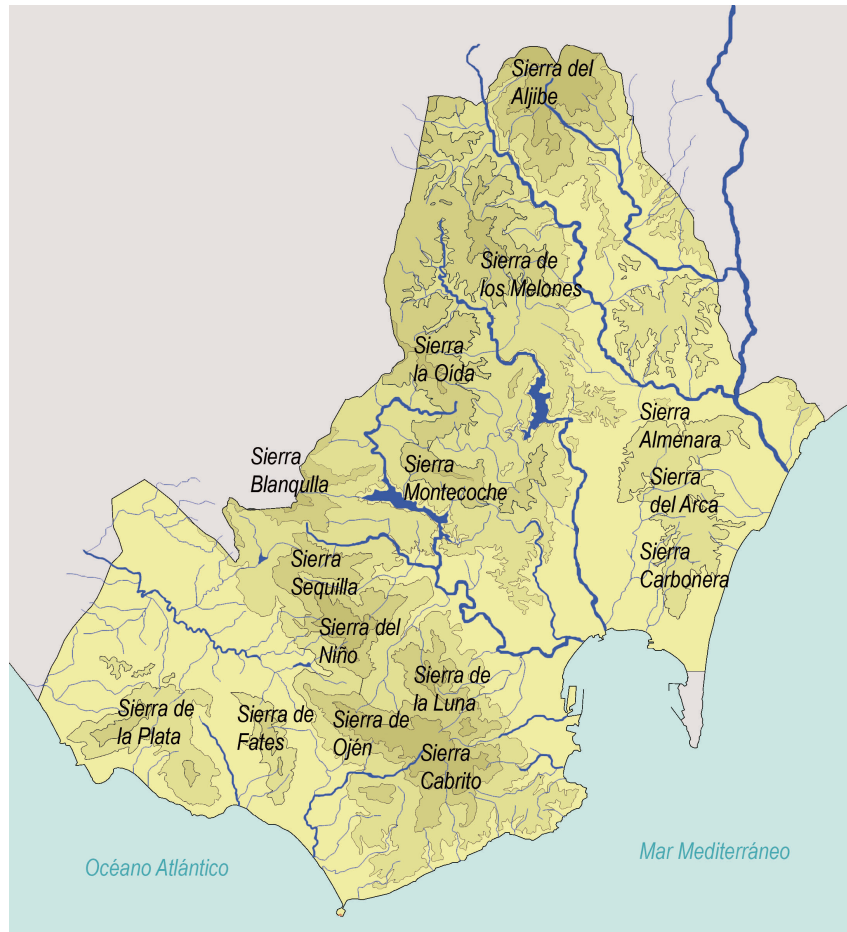 Sierra del
Aljibe
Sierra de
los Melones
Sierra
la Oída
Sierra
Almenara
Sierra
Blanqulla
Sierra
Montecoche
Sierra
del Arca
Sierra
Sequilla
Sierra
Carbonera
Sierra del
Niño
Sierra de
la Luna
Sierra de
la Plata
Sierra de
Fates
Sierra de
Ojén
Sierra
Cabrito
Océano Atlántico
Mar Mediterráneo